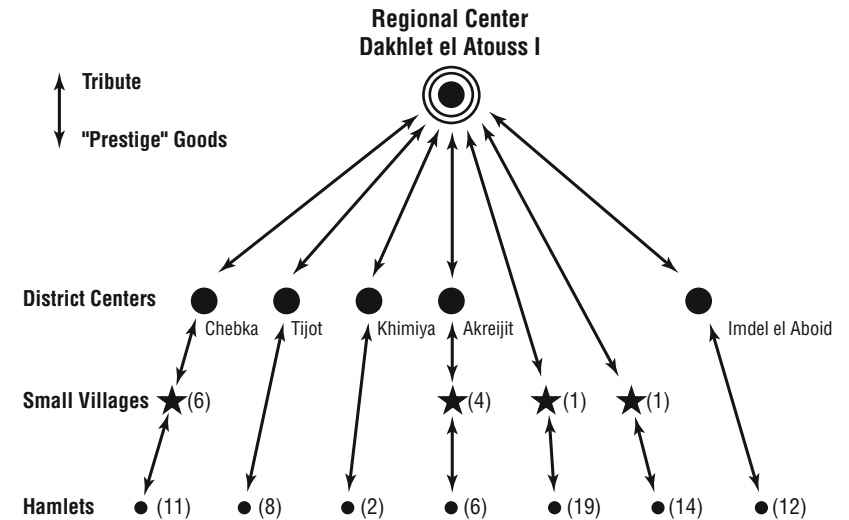 Regional Center
Dakhlet el Atouss I
Tribute
"Prestige" Goods
District Centers
Chebka Tijot Khimiya Akreijit Imdel el Aboid
Small Villages (6) (4) (1) (1)
Hamlets (11) (8) (2) (6) (19) (14) (12)